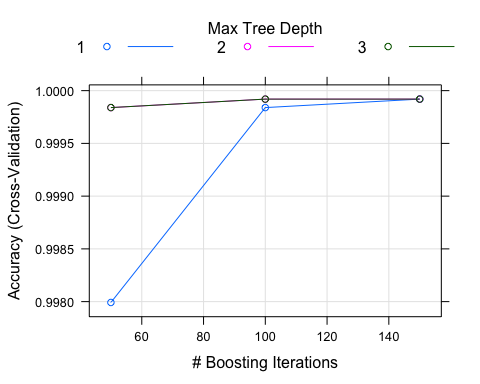 Max Tree Depth
1 2 3
Accuracy (Cross-Validation)
1.0000
0.9995
0.9990
0.9985
0.9980
60 80 100 120 140
# Boosting Iterations